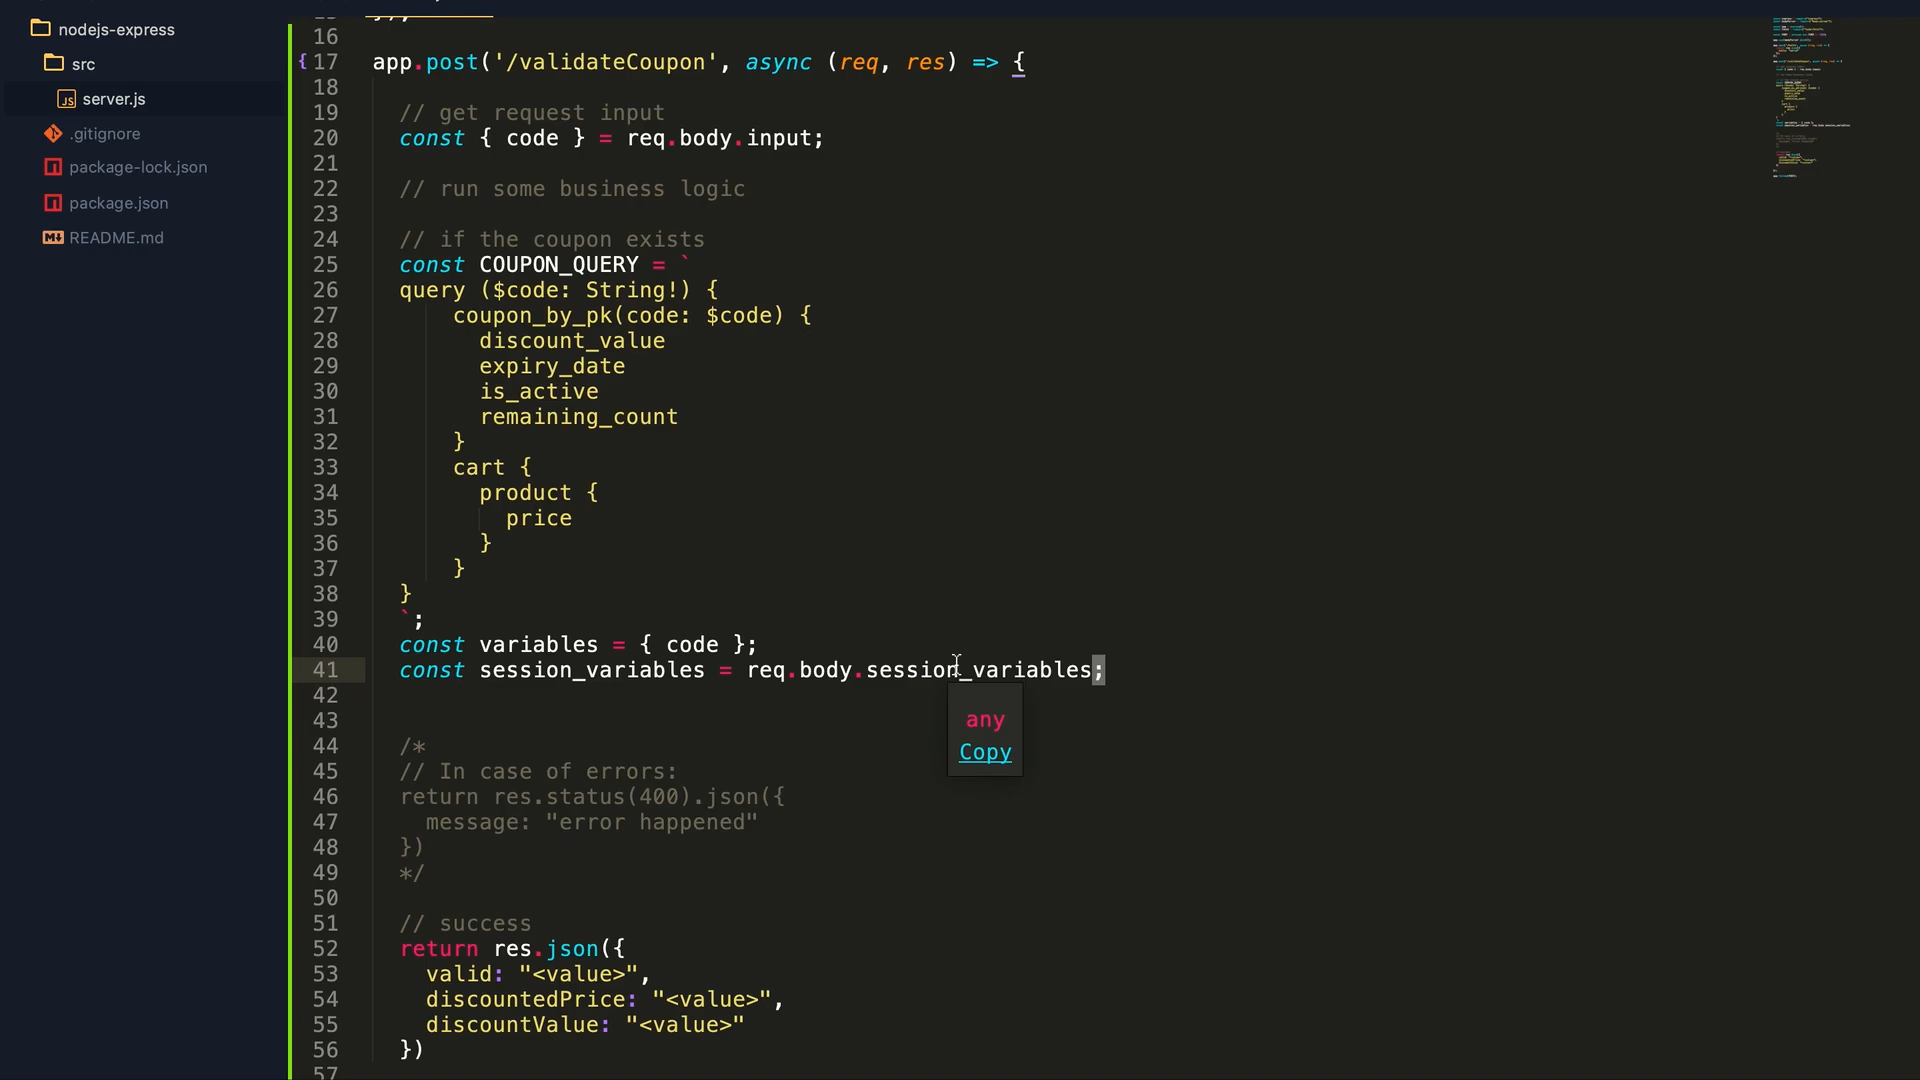 nodejs-express
src
JS server.js
.gitignore
package-lock.json
package.json
README.md
16
17 app.post('/validateCoupon', async (req, res) => {
18
19 // get request input
20 const { code } = req.body.input;
21
22 // run some business logic
23
24 // if the coupon exists
25 const COUPON_QUERY = `
26 query ($code: String!) {
27 coupon_by_pk(code: $code) {
28 discount_value
29 expiry_date
30 is_active
31 remaining_count
32 }
33 cart {
34 product {
35 price
36 }
37 }
38 }
39 `;
40 const variables = { code };
41 const session_variables = req.body.session_variables;
42
any
Copy
43
44 /*
45 // In case of errors:
46 return res.status(400).json({
47 message: "error happened"
48 })
49 */
50
51 // success
52 return res.json({
53 valid: "<value>",
54 discountedPrice: "<value>",
55 discountValue: "<value>"
56 })
57